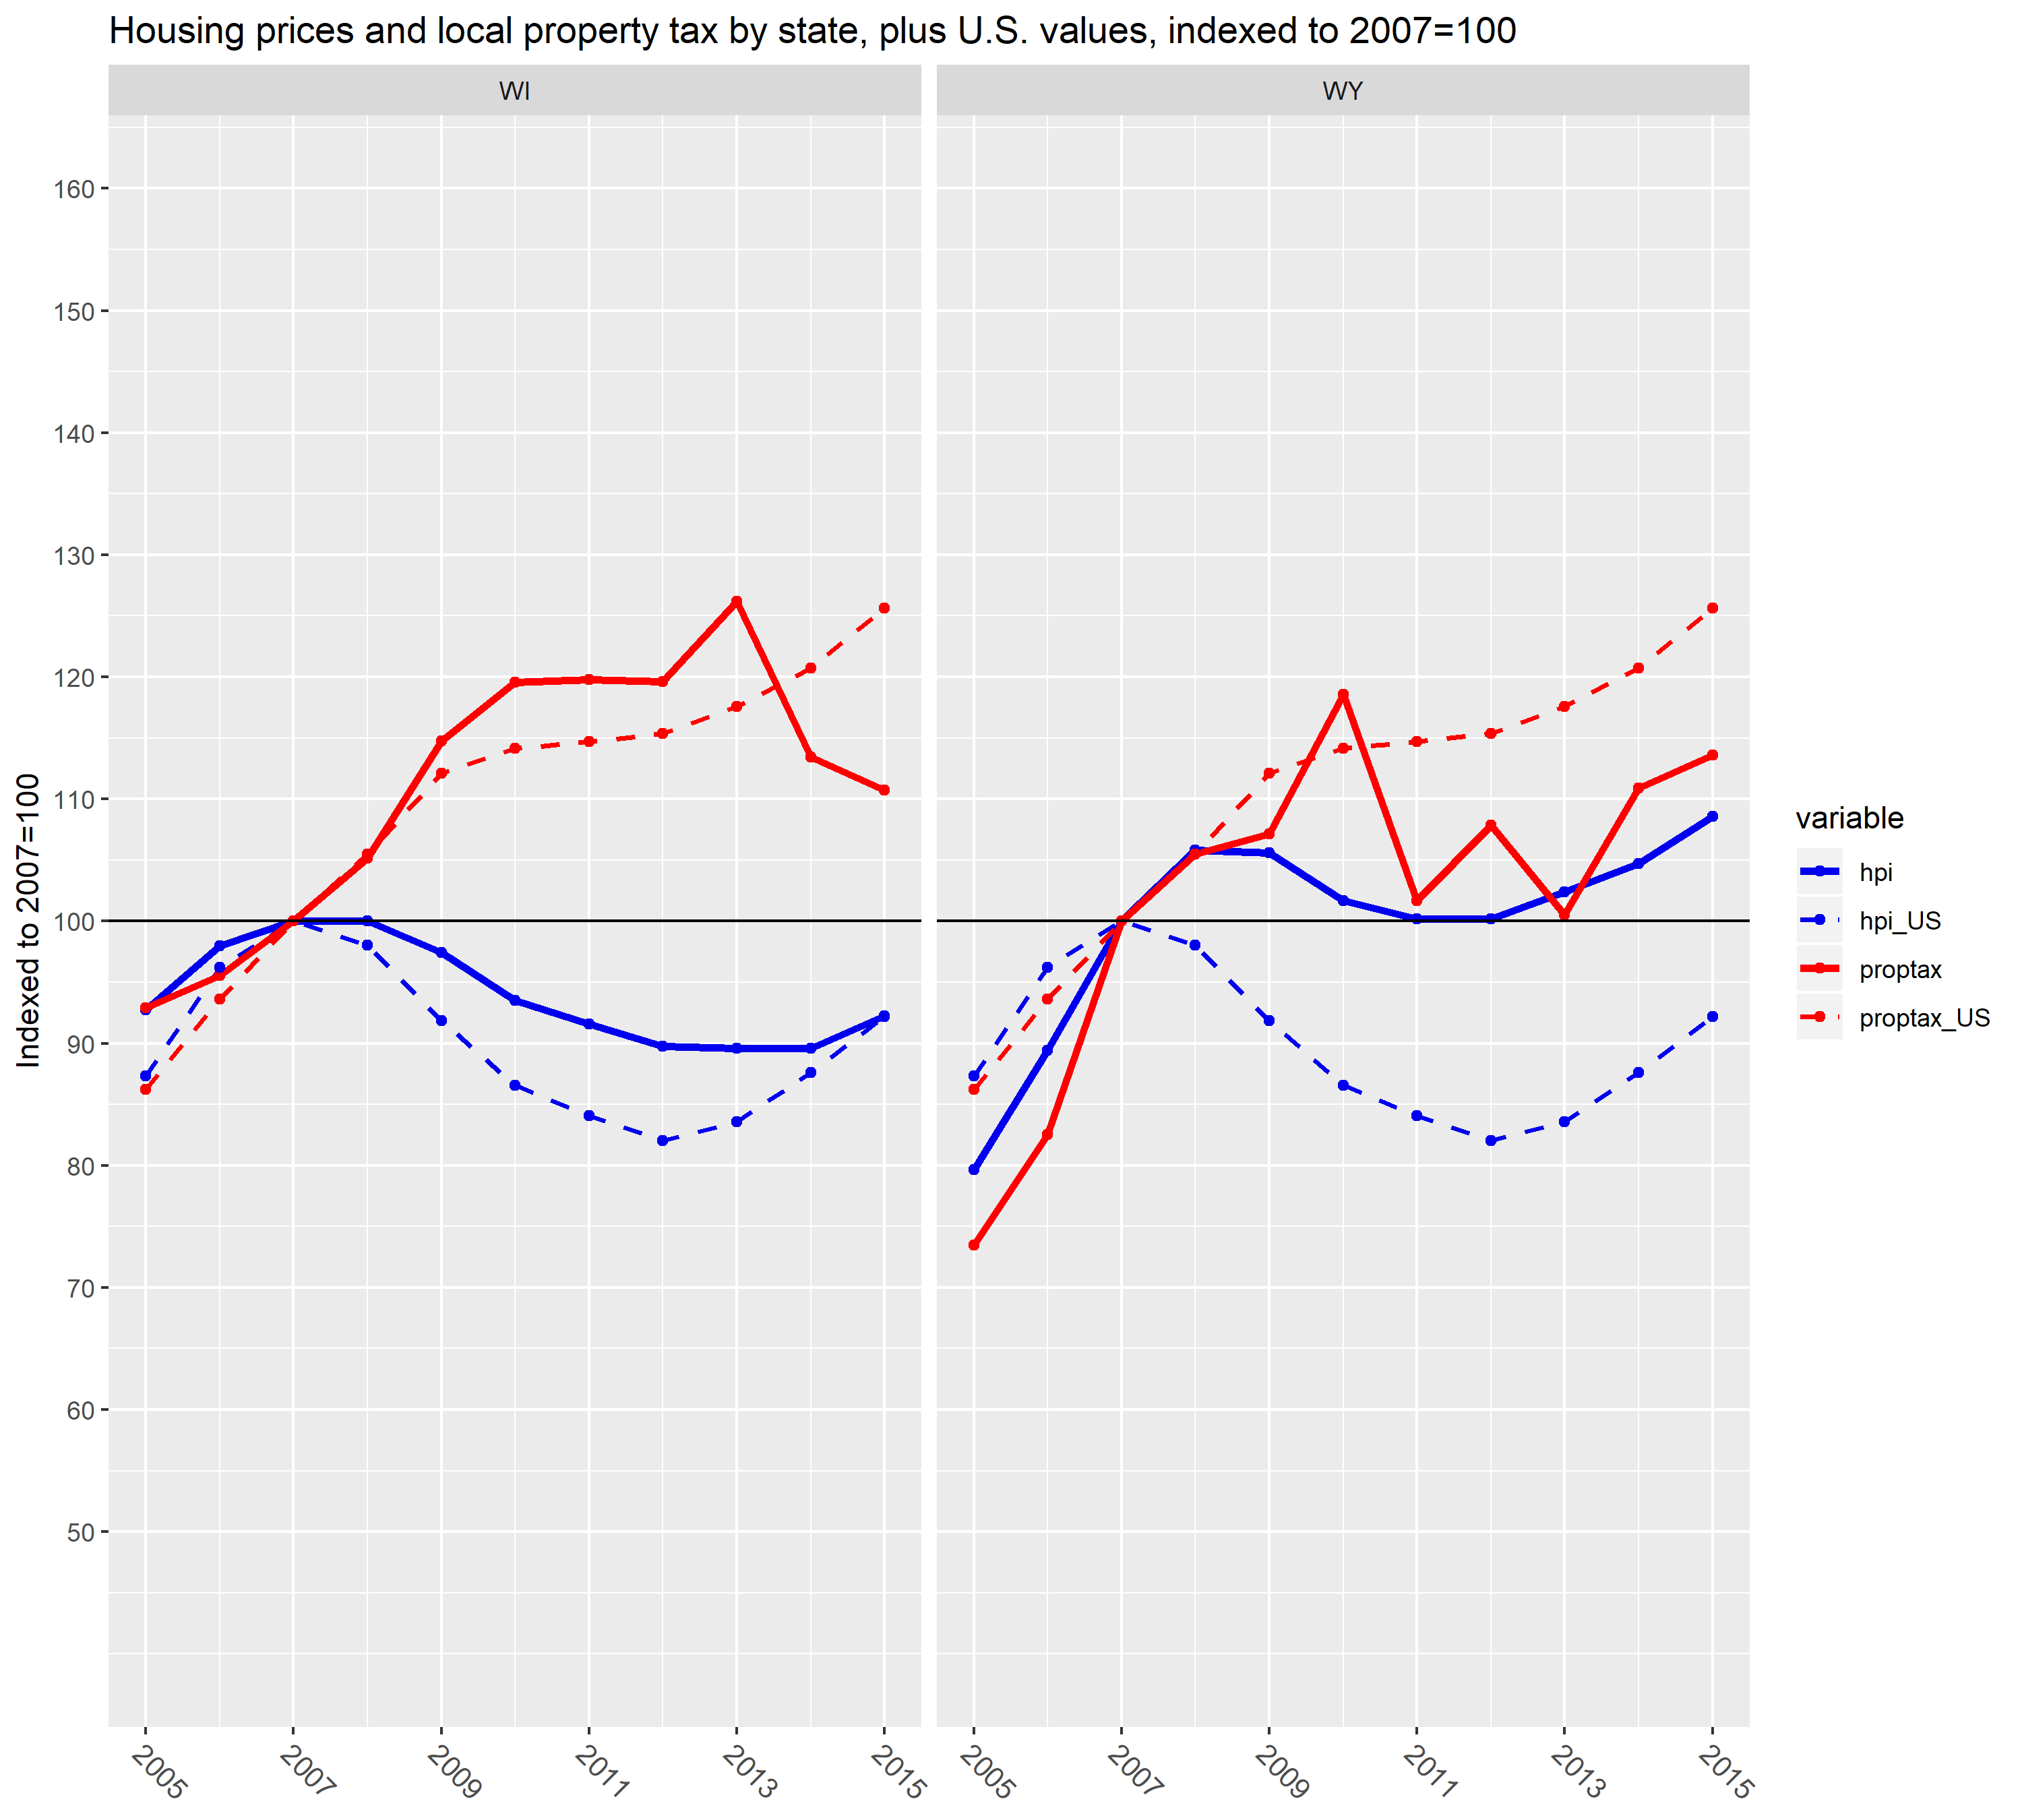 Housing prices and local property tax by state, plus U.S. values, indexed to 2007=100
WI
WY
160
150
140
130
120
110
100
90
80
70
60
50
Indexed to 2007=100
2005
2007
2009
2011
2013
2015
2005
2007
2009
2011
2013
2015
variable
hpi
hpi_US
proptax
proptax_US